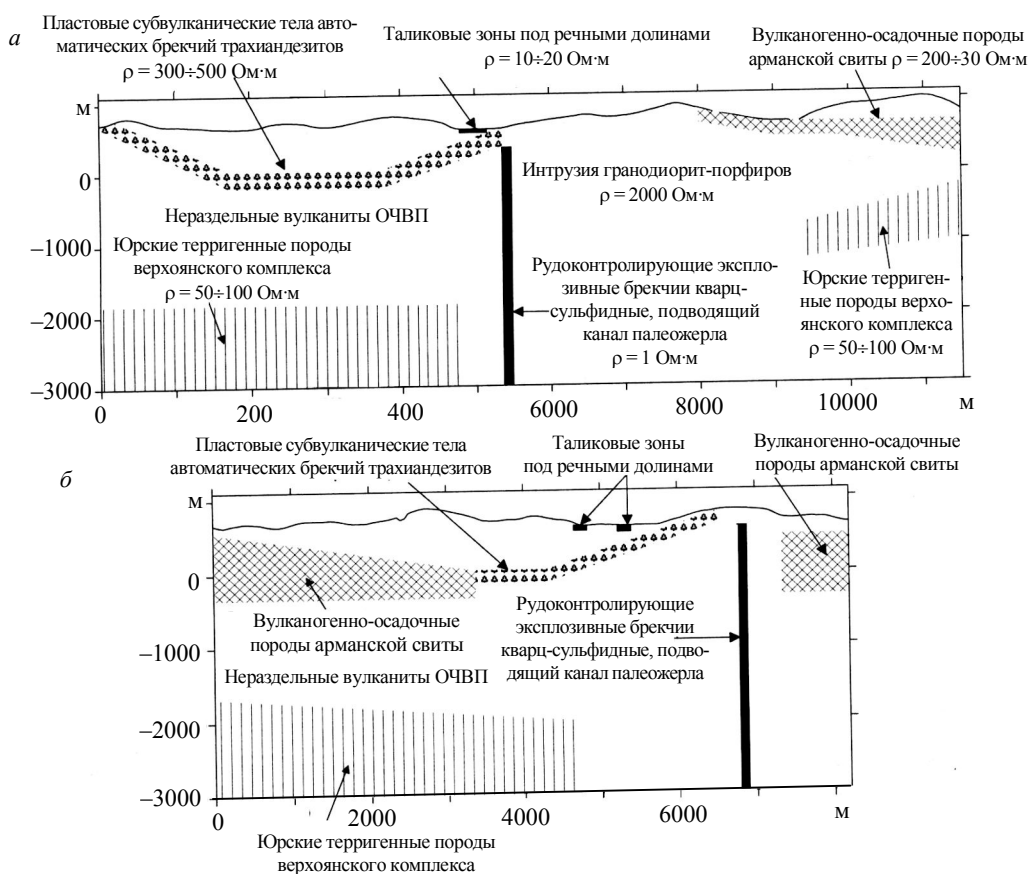 а
Пластовые субвулканические тела авто-
матических брекчий трахиандезитов
ρ = 300÷500 Ом·м
Таликовые зоны под речными долинами
ρ = 10÷20 Ом·м
Вулканогенно-осадочные породы
арманской свиты ρ = 200÷30 Ом·м
м
0
–1000
–2000
–3000
Нераздельные вулканиты ОЧВП
Юрские терригенные породы
верхоянского комплекса
ρ = 50÷100 Ом·м
Интрузия гранодиорит-порфиров
ρ = 2000 Ом·м
Рудоконтролирующие экспло-
зивные брекчии кварц-
сульфидные, подводящий
канал палеожерла
ρ = 1 Ом·м
Юрские терриген-
ные породы верхо-
янского комплекса
ρ = 50÷100 Ом·м
0 200 400 6000 8000 10000 м
б
Пластовые субвулканические тела
автоматических брекчий трахиандезитов
Таликовые зоны
под речными долинами
Вулканогенно-осадочные
породы арманской свиты
м
0
–1000
–2000
–3000
Вулканогенно-осадочные
породы арманской свиты
Нераздельные вулканиты ОЧВП
Рудоконтролирующие
эксплозивные брекчии
кварц-сульфидные, подво-
дящий канал палеожерла
0 2000 4000 6000 м
Юрские терригенные породы
верхоянского комплекса